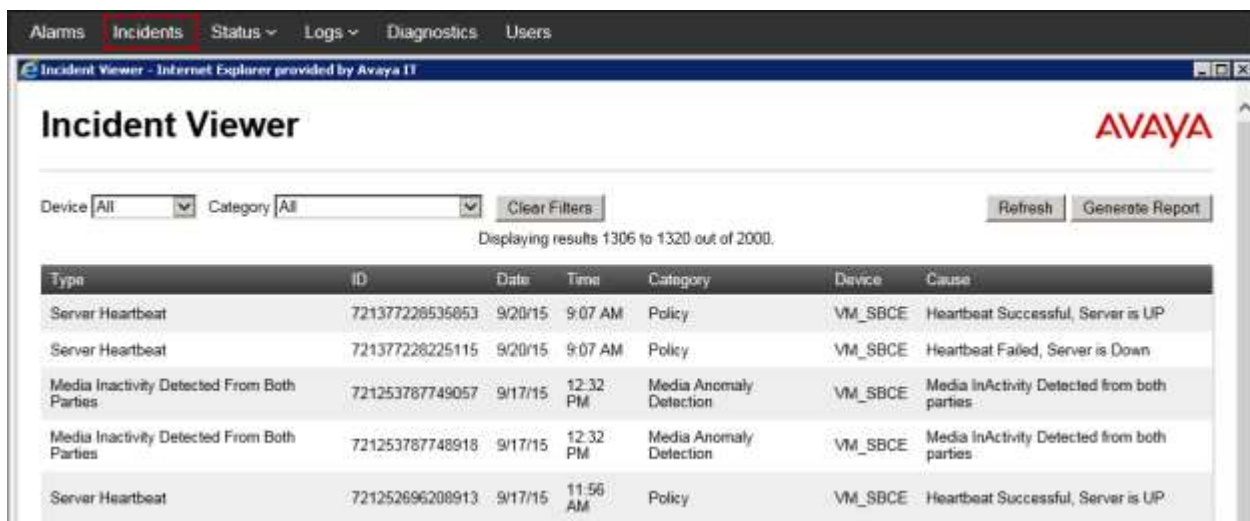 Alarms Incidents Status Logs Diagnostics Users
Incident Viewer - Internet Explorer provided by Avaya IT
Incident Viewer
AVAYA
Device All Category All Clear Filters Refresh Generate Report
Displaying results 1306 to 1320 out of 2000.
Type ID Date Time Category Device Cause
Server Heartbeat 721377228535853 9/20/15 9:07 AM Policy VM_SBCE Heartbeat Successful, Server is UP
Server Heartbeat 721377228225115 9/20/15 9:07 AM Policy VM_SBCE Heartbeat Failed, Server is Down
Media Inactivity Detected From Both
Parties
721253787749057 9/17/15
12:32
PM
Media Anomaly
Detection
VM_SBCE
Media InActivity Detected from both
parties
Media Inactivity Detected From Both
Parties
721253787748918 9/17/15
12:32
PM
Media Anomaly
Detection
VM_SBCE
Media InActivity Detected from both
parties
Server Heartbeat 721252696208913 9/17/15
11:56
AM
Policy VM_SBCE Heartbeat Successful, Server is UP